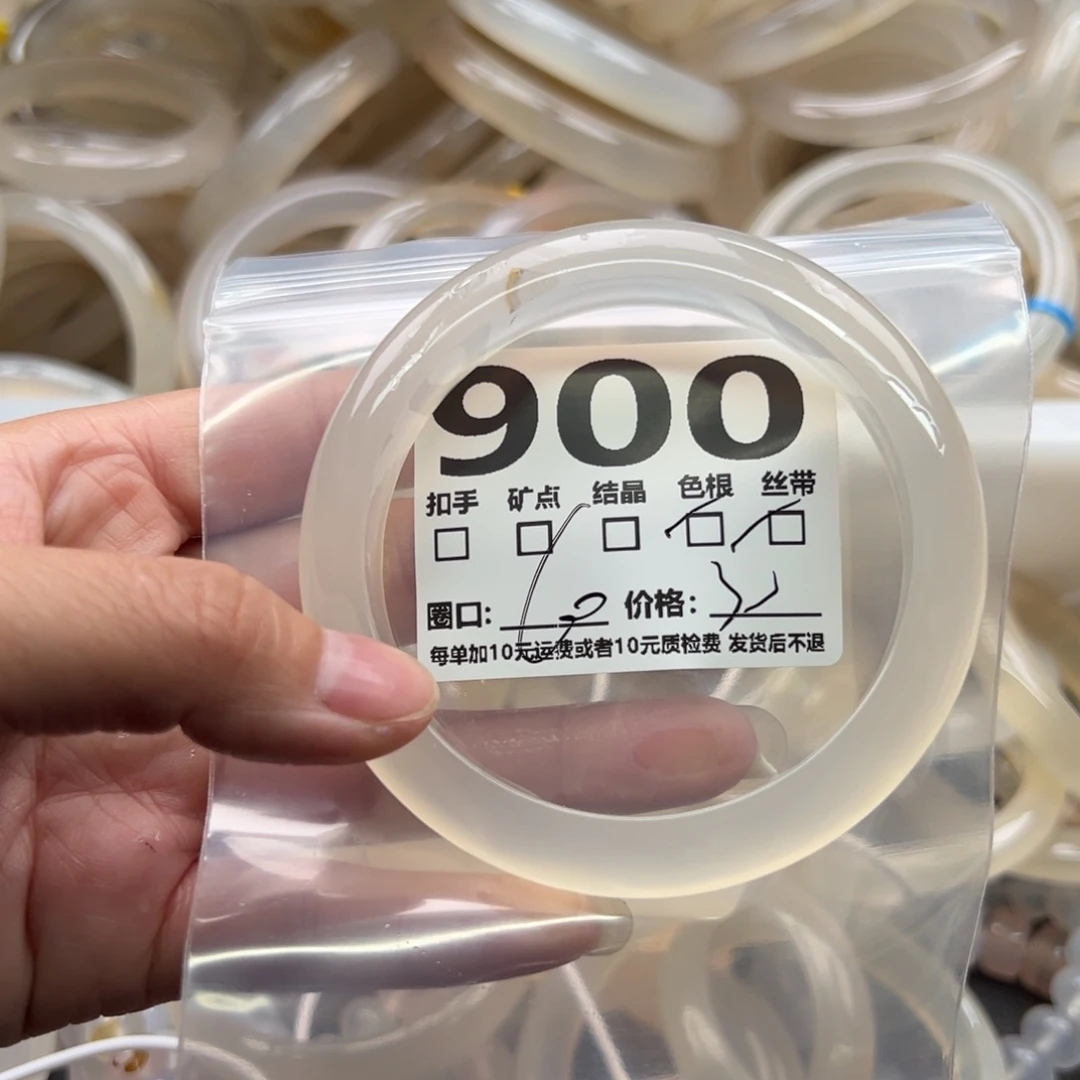 900
扣手 矿点 结晶 色根 丝带
圈口: 价格:
每单加10元运费或者10元质检费 发货后不退